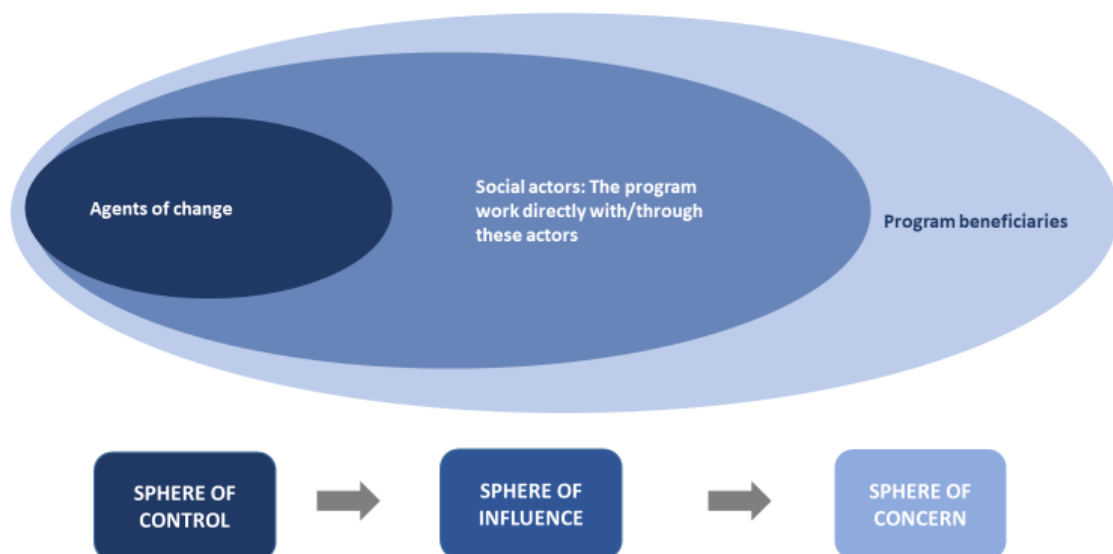 Agents of change
Social actors: The program
work directly with/through
these actors
Program beneficiaries
SPHERE OF
CONTROL
SPHERE OF
INFLUENCE
SPHERE OF
CONCERN